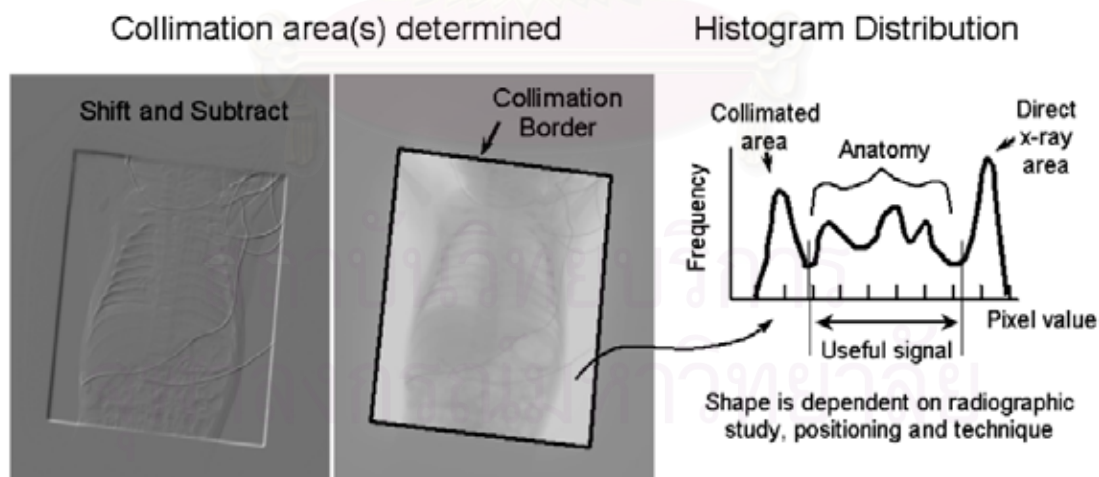 Collimation area(s) determined
Histogram Distribution
Shift and Subtract
Collimation
Border
Collimated
area
Anatomy
Direct
x-ray
area
Frequency
Pixel value
Useful signal
Shape is dependent on radiographic
study, positioning and technique